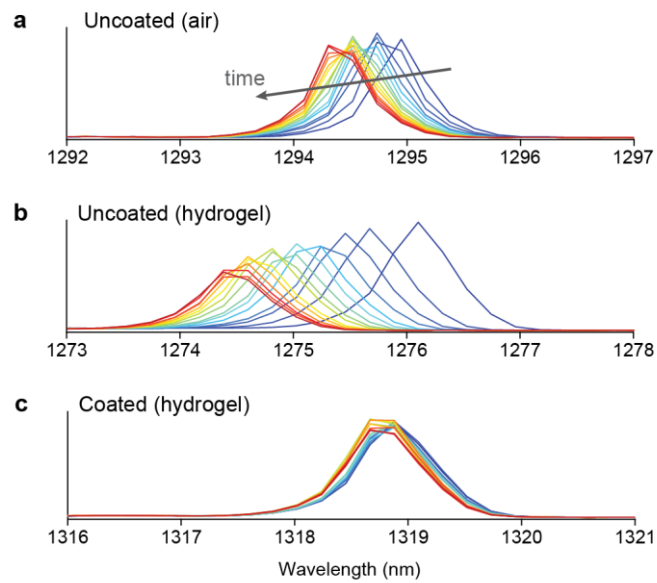 a Uncoated (air)
time
1292 1293 1294 1295 1296 1297
b Uncoated (hydrogel)
1273 1274 1275 1276 1277 1278
c Coated (hydrogel)
1316 1317 1318 1319 1320 1321
Wavelength (nm)